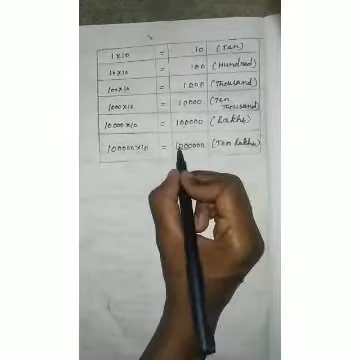 1x10 = 10 (Ten)
10x10 = 100 (Hundred)
100x10 = 1000 (Thousand)
1000x10 = 10000 (Ten Thousand)
10000x10 = 100000 (Lakhs)
100000x10 = 1000000 (Ten Lakhs)